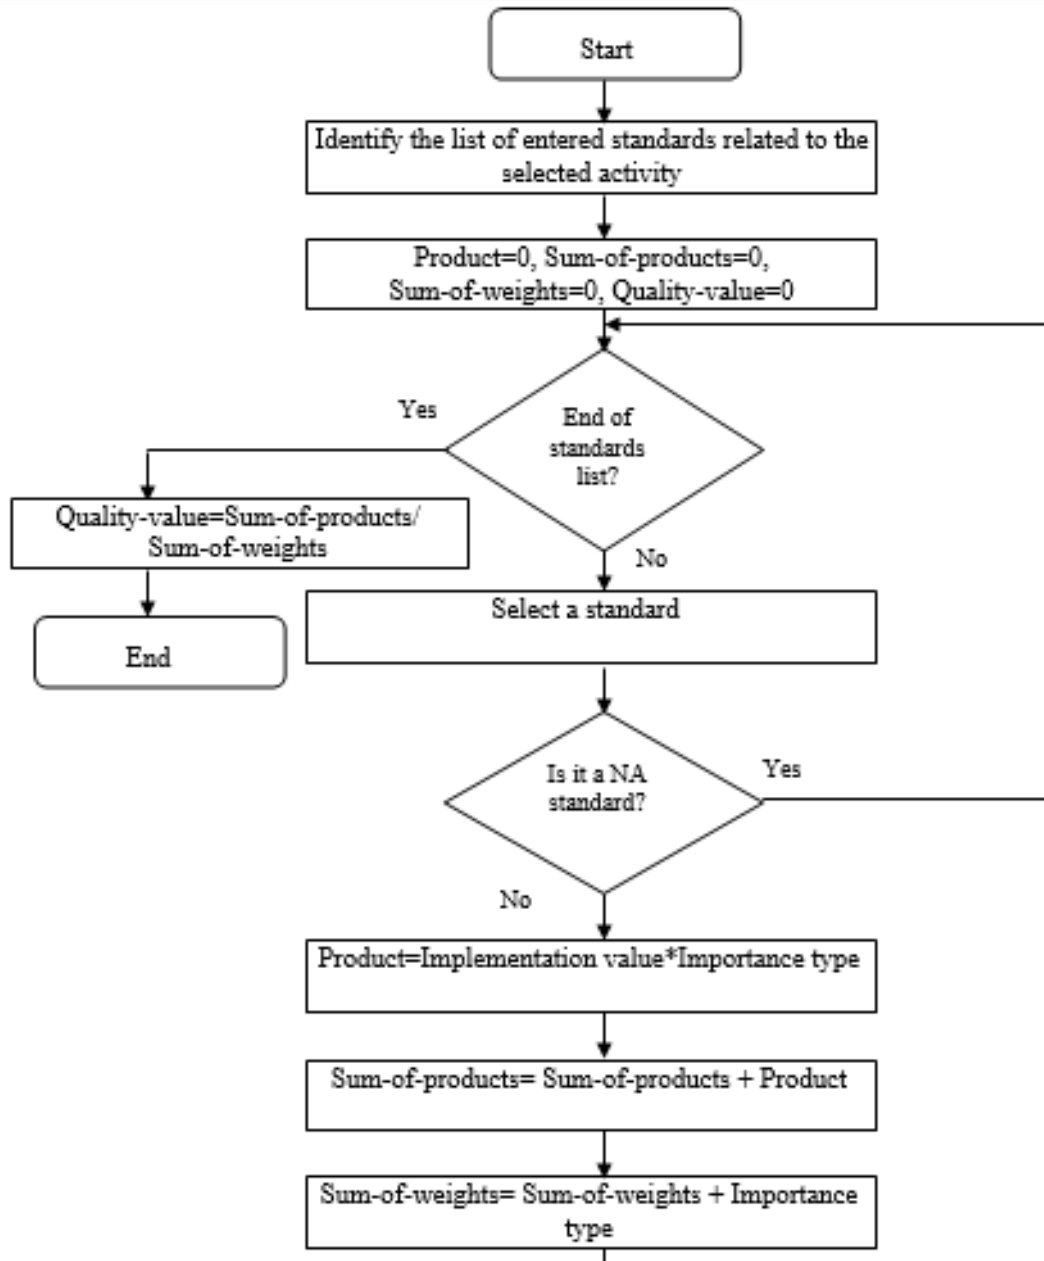 Start
Identify the list of entered standards related to the
selected activity
Product=0, Sum-of-products=0,
Sum-of-weights=0, Quality-value=0
Yes
End of
standards
list?
Quality-value=Sum-of-products/
Sum-of-weights
No
Select a standard
End
Is it a NA
standard?
Yes
No
Product=Implementation value*Importance type
Sum-of-products= Sum-of-products + Product
Sum-of-weights= Sum-of-weights + Importance
type